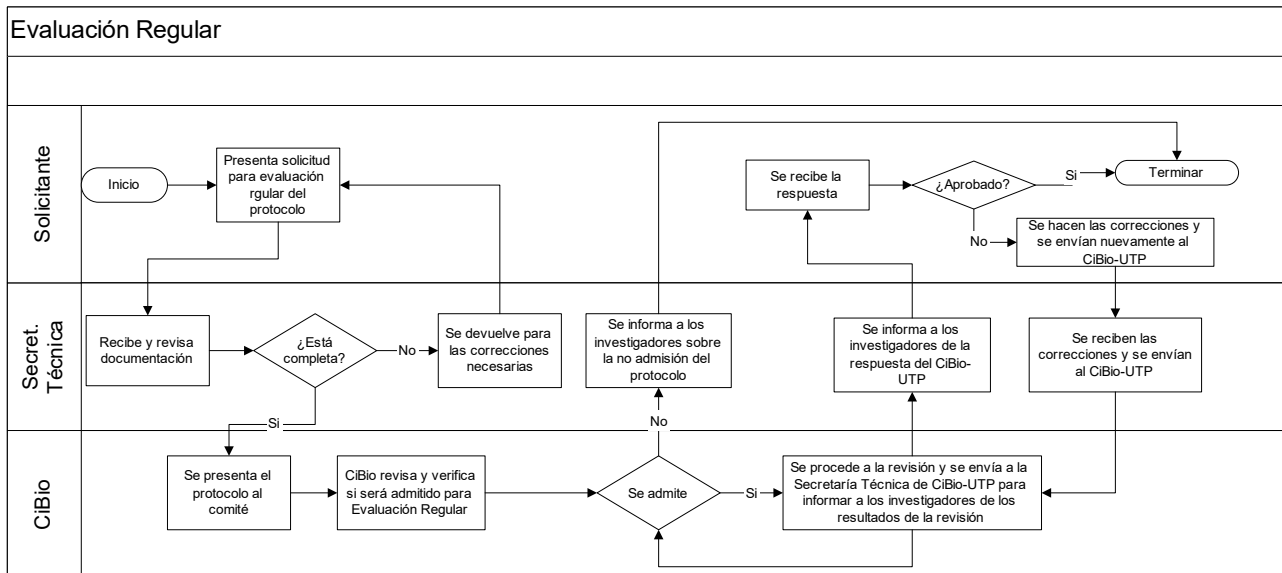 Evaluación Regular
Solicitante
Inicio
Presenta solicitud
para evaluación
rgular del
protocolo
Se recibe la
respuesta
¿Aprobado?
Si
Terminar
No
Se hacen las correcciones y
se envían nuevamente al
CiBio-UTP
Secret.
Técnica
Recibe y revisa
documentación
¿Está
completa?
No
Se devuelve para
las correcciones
necesarias
Se informa a los
investigadores sobre
la no admisión del
protocolo
Se informa a los
investigadores de la
respuesta del CiBio-
UTP
Se reciben las
correcciones y se envían
al CiBio-UTP
Si
No
CiBio
Se presenta el
protocolo al
comité
CiBio revisa y verifica
si será admitido para
Evaluación Regular
Se admite
Si
Se procede a la revisión y se envía a la
Secretaría Técnica de CiBio-UTP para
informar a los investigadores de los
resultados de la revisión